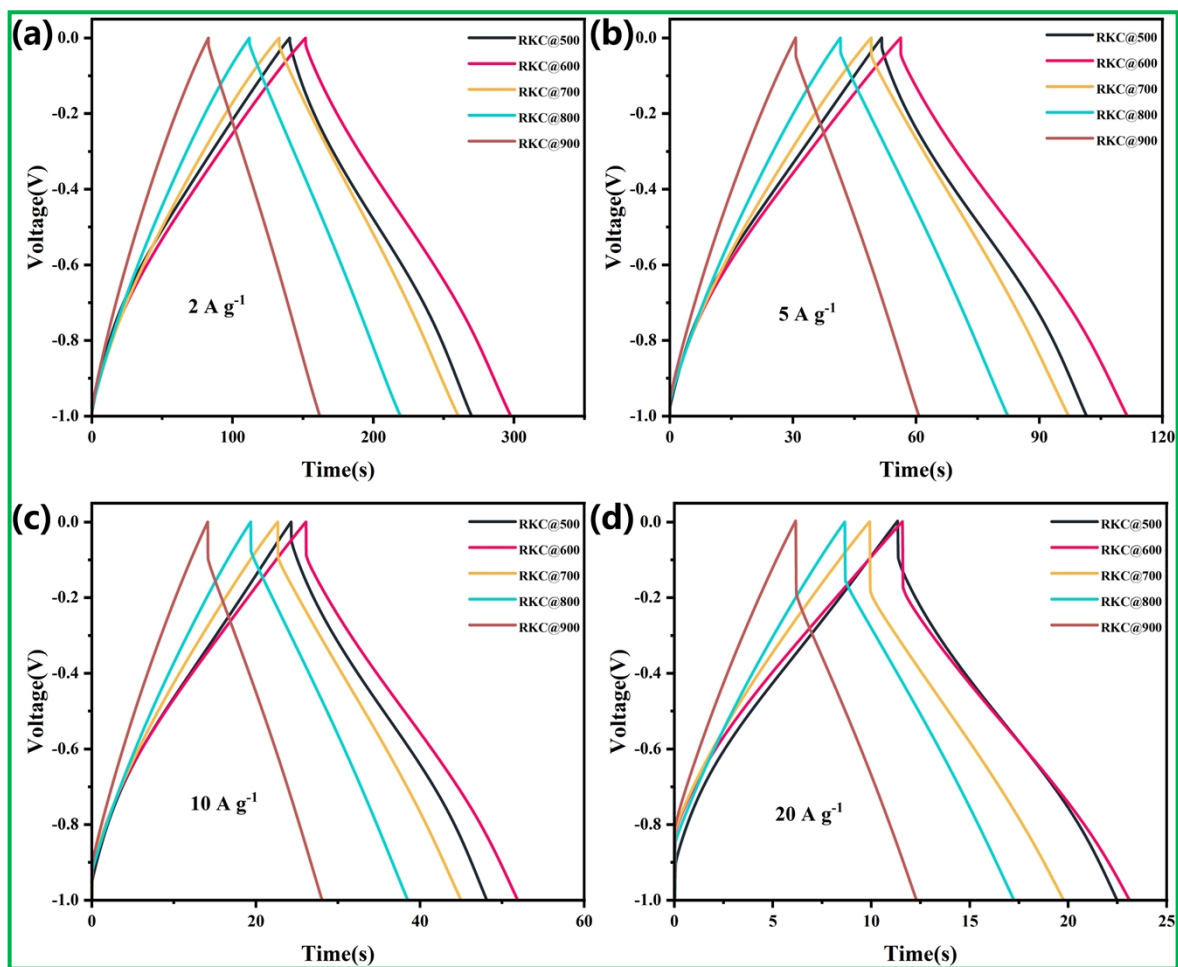 (a)
0.0
-0.2
-0.4
-0.6
-0.8
-1.0
Voltage(V)
RKC@500
RKC@600
RKC@700
RKC@800
RKC@900
2 A g⁻¹
0 100 200 300
Time(s)
(b)
0.0
-0.2
-0.4
-0.6
-0.8
-1.0
Voltage(V)
RKC@500
RKC@600
RKC@700
RKC@800
RKC@900
5 A g⁻¹
0 30 60 90 120
Time(s)
(c)
0.0
-0.2
-0.4
-0.6
-0.8
-1.0
Voltage(V)
RKC@500
RKC@600
RKC@700
RKC@800
RKC@900
10 A g⁻¹
0 20 40 60
Time(s)
(d)
0.0
-0.2
-0.4
-0.6
-0.8
-1.0
Voltage(V)
RKC@500
RKC@600
RKC@700
RKC@800
RKC@900
20 A g⁻¹
0 5 10 15 20 25
Time(s)